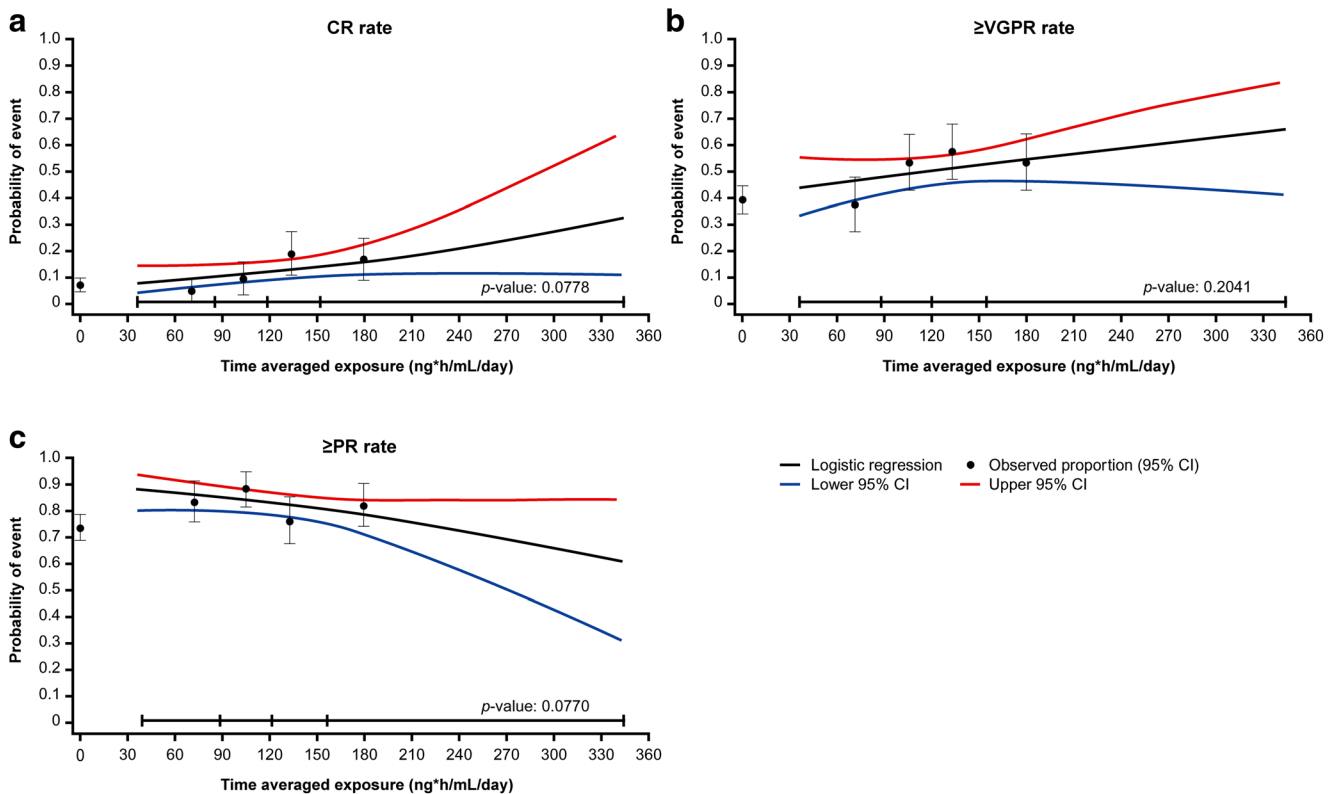 a
CR rate
Probability of event
1.0
0.9
0.8
0.7
0.6
0.5
0.4
0.3
0.2
0.1
0
p-value: 0.0778
0 30 60 90 120 150 180 210 240 270 300 330 360
Time averaged exposure (ng*h/mL/day)
b
≥VGPR rate
Probability of event
1.0
0.9
0.8
0.7
0.6
0.5
0.4
0.3
0.2
0.1
0
p-value: 0.2041
0 30 60 90 120 150 180 210 240 270 300 330 360
Time averaged exposure (ng*h/mL/day)
c
≥PR rate
Probability of event
1.0
0.9
0.8
0.7
0.6
0.5
0.4
0.3
0.2
0.1
0
p-value: 0.0770
0 30 60 90 120 150 180 210 240 270 300 330 360
Time averaged exposure (ng*h/mL/day)
Logistic regression Observed proportion (95% CI)
Lower 95% CI Upper 95% CI